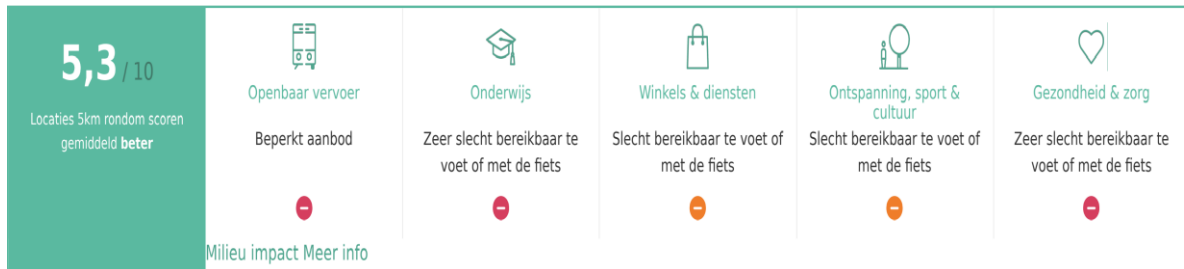 5,3 / 10
Locaties 5km rondom scoren
gemiddeld beter
Openbaar vervoer
Beperkt aanbod
Onderwijs
Zeer slecht bereikbaar te
voet of met de fiets
Winkels & diensten
Slecht bereikbaar te voet of
met de fiets
Ontspanning, sport &
cultuur
Slecht bereikbaar te voet of
met de fiets
Gezondheid & zorg
Zeer slecht bereikbaar te
voet of met de fiets
Milieu impact Meer info